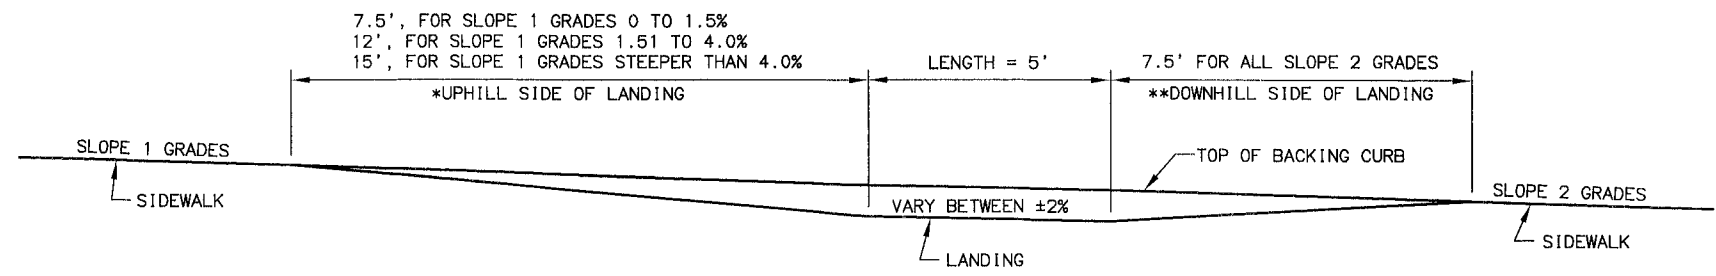 7.5', FOR SLOPE 1 GRADES 0 TO 1.5%
12', FOR SLOPE 1 GRADES 1.51 TO 4.0%
15', FOR SLOPE 1 GRADES STEEPER THAN 4.0%
LENGTH = 5'
7.5' FOR ALL SLOPE 2 GRADES
*UPHILL SIDE OF LANDING
**DOWNHILL SIDE OF LANDING
SLOPE 1 GRADES
TOP OF BACKING CURB
SIDEWALK
VARY BETWEEN ±2%
SLOPE 2 GRADES
SIDEWALK
LANDING